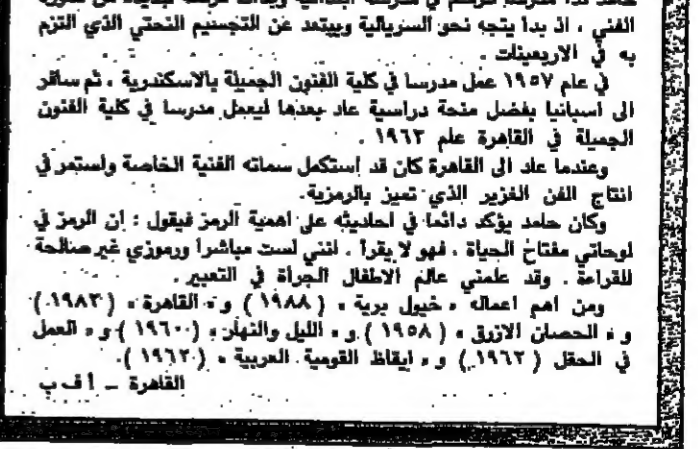 الفني ، اذ بدأ يتجه نحو السريالية ويبتعد عن التجسيم النحتي الذي التزم
به في الاربعينات .
في عام ١٩٥٧ عمل مدرسا في كلية الفنون الجميلة بالاسكندرية ، ثم سافر
الى اسبانيا بفضل منحة دراسية عاد بعدها ليعمل مدرسا في كلية الفنون
الجميلة في القاهرة عام ١٩٦٣ .
وعندما عاد الى القاهرة كان قد إستكمل سماته الفنية الخاصة واستمر في
انتاج الفن الغزير الذي تميز بالرمزية.
وكان حامد يؤكد دائما في احاديثه على اهمية الرمز فيقول : ان الرمز في
لوحاتي مفتاح الحياة ، فهو لا يقرأ . انني لست مباشرا ورموزي غير صالحة
للقراءة . وقد علمني عالم الاطفال الجرأة في التعبير .
ومن اهم اعماله « خيول برية » ( ١٩٨٨ ) و « القاهرة » ( ١٩٨٣ )
و « الحصان الازرق » ( ١٩٥٨ ) و « الليل والنهار » ( ١٩٦٠ ) و « العمل
في الحقل ( ١٩٦٢ ) و « ايقاظ القومية العربية » ( ١٩٦٢ ).
القاهرة ــ أ ف ب